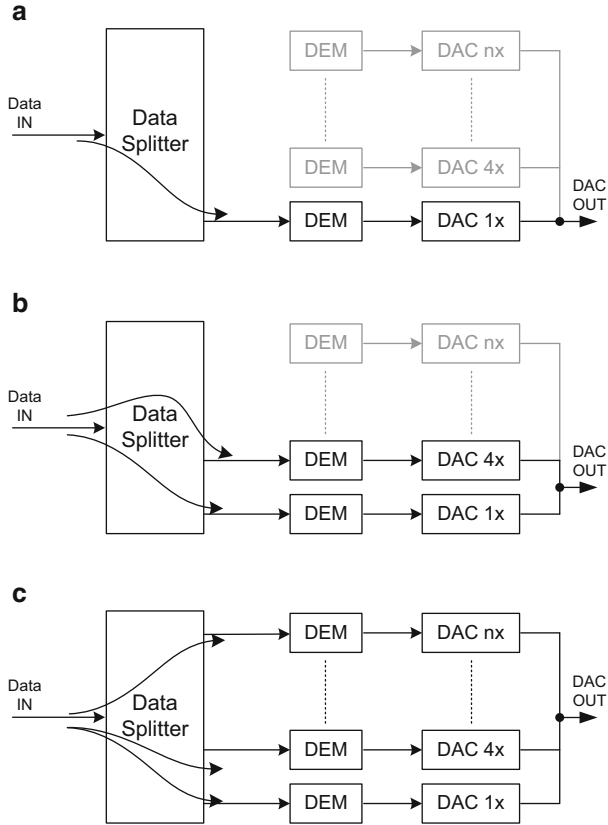 a
DEM
DAC nx
Data
IN
Data
Splitter
DEM
DAC 4x
DAC
OUT
DEM
DAC 1x
b
DEM
DAC nx
Data
IN
Data
Splitter
DEM
DAC 4x
DAC
OUT
DEM
DAC 1x
c
DEM
DAC nx
Data
IN
Data
Splitter
DAC
OUT
DEM
DAC 4x
DEM
DAC 1x